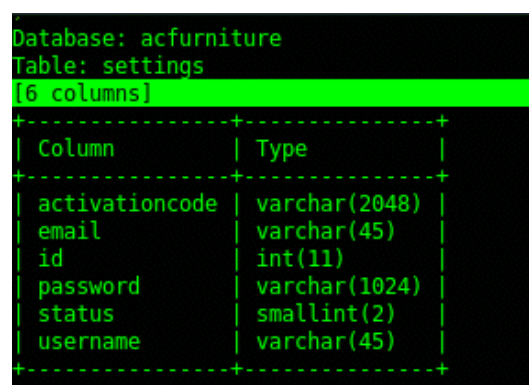 Database: acfurniture
Table: settings
[6 columns]
+----------------+---------------+
| Column | Type |
+----------------+---------------+
| activationcode | varchar(2048) |
| email | varchar(45) |
| id | int(11) |
| password | varchar(1024) |
| status | smallint(2) |
| username | varchar(45) |
+----------------+---------------+